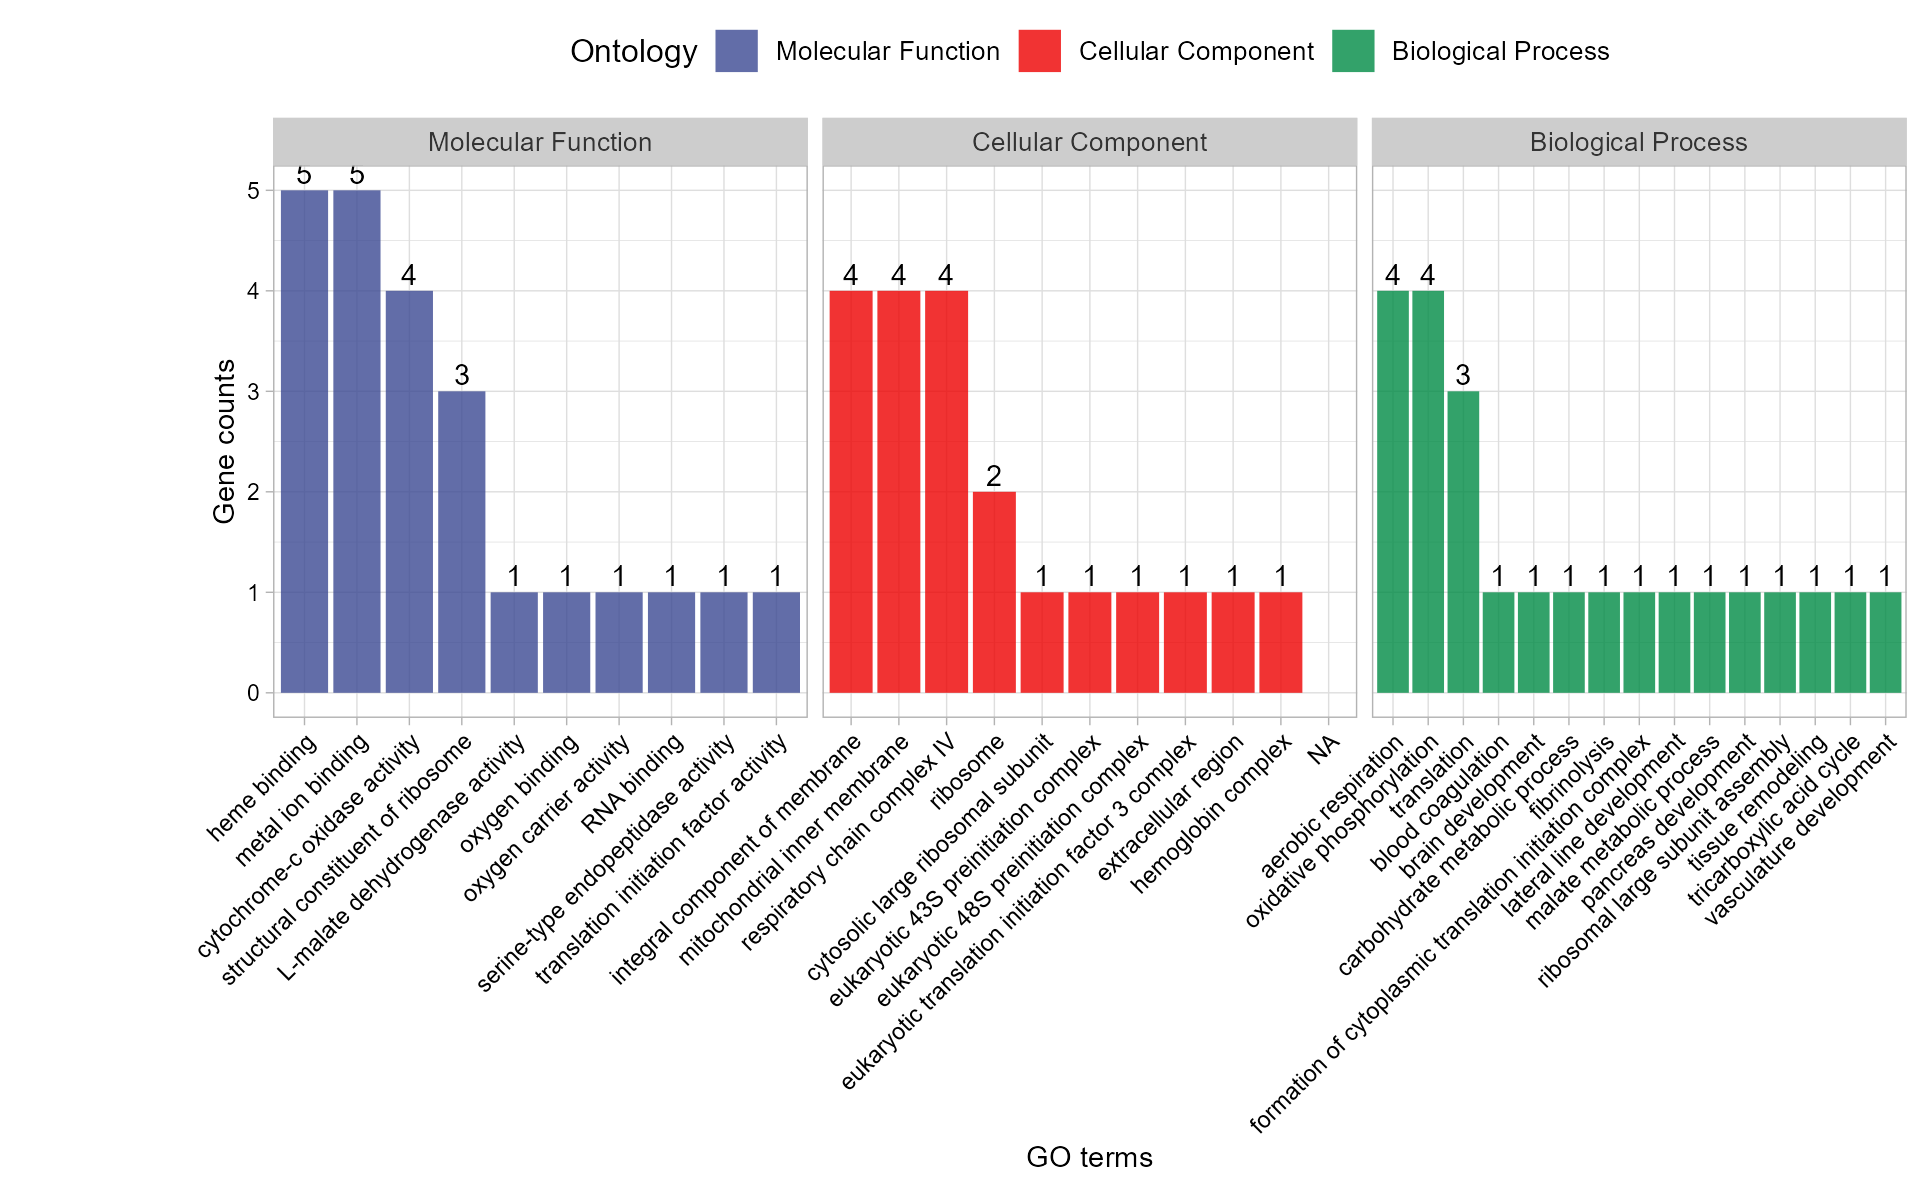 Ontology Molecular Function Cellular Component Biological Process
Molecular Function Cellular Component Biological Process
Gene counts
5
4
3
2
1
0
5 5 4 3 1 1 1 1 1 1
4 4 4 2 1 1 1 1 1 1
4 4 3 1 1 1 1 1 1 1 1 1 1 1 1
heme binding
metal ion binding
cytochrome-c oxidase activity
structural constituent of ribosome
L-malate dehydrogenase activity
oxygen binding
oxygen carrier activity
RNA binding
serine-type endopeptidase activity
translation initiation factor activity
integral component of membrane
mitochondrial inner membrane
respiratory chain complex IV
ribosome
cytosolic large ribosomal subunit
eukaryotic 43S preinitiation complex
eukaryotic 48S preinitiation complex
eukaryotic translation initiation factor 3 complex
extracellular region
hemoglobin complex
NA
aerobic respiration
oxidative phosphorylation
translation
blood coagulation
brain development
carbohydrate metabolic process
fibrinolysis
formation of cytoplasmic translation initiation complex
lateral line development
malate metabolic process
pancreas development
ribosomal large subunit assembly
tissue remodeling
tricarboxylic acid cycle
vasculature development
GO terms